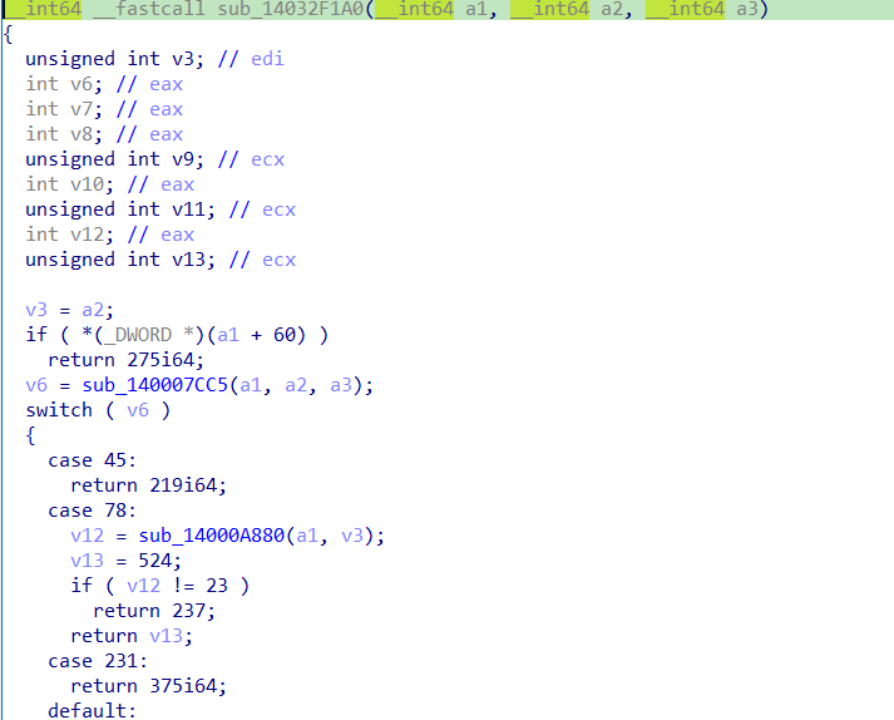 __int64 __fastcall sub_14032F1A0(__int64 a1, __int64 a2, __int64 a3)
{
  unsigned int v3; // edi
  int v6; // eax
  int v7; // eax
  int v8; // eax
  unsigned int v9; // ecx
  int v10; // eax
  unsigned int v11; // ecx
  int v12; // eax
  unsigned int v13; // ecx

  v3 = a2;
  if ( *(_DWORD *)(a1 + 60) )
    return 275i64;
  v6 = sub_140007CC5(a1, a2, a3);
  switch ( v6 )
  {
    case 45:
      return 219i64;
    case 78:
      v12 = sub_14000A880(a1, v3);
      v13 = 524;
      if ( v12 != 23 )
        return 237;
      return v13;
    case 231:
      return 375i64;
    default: